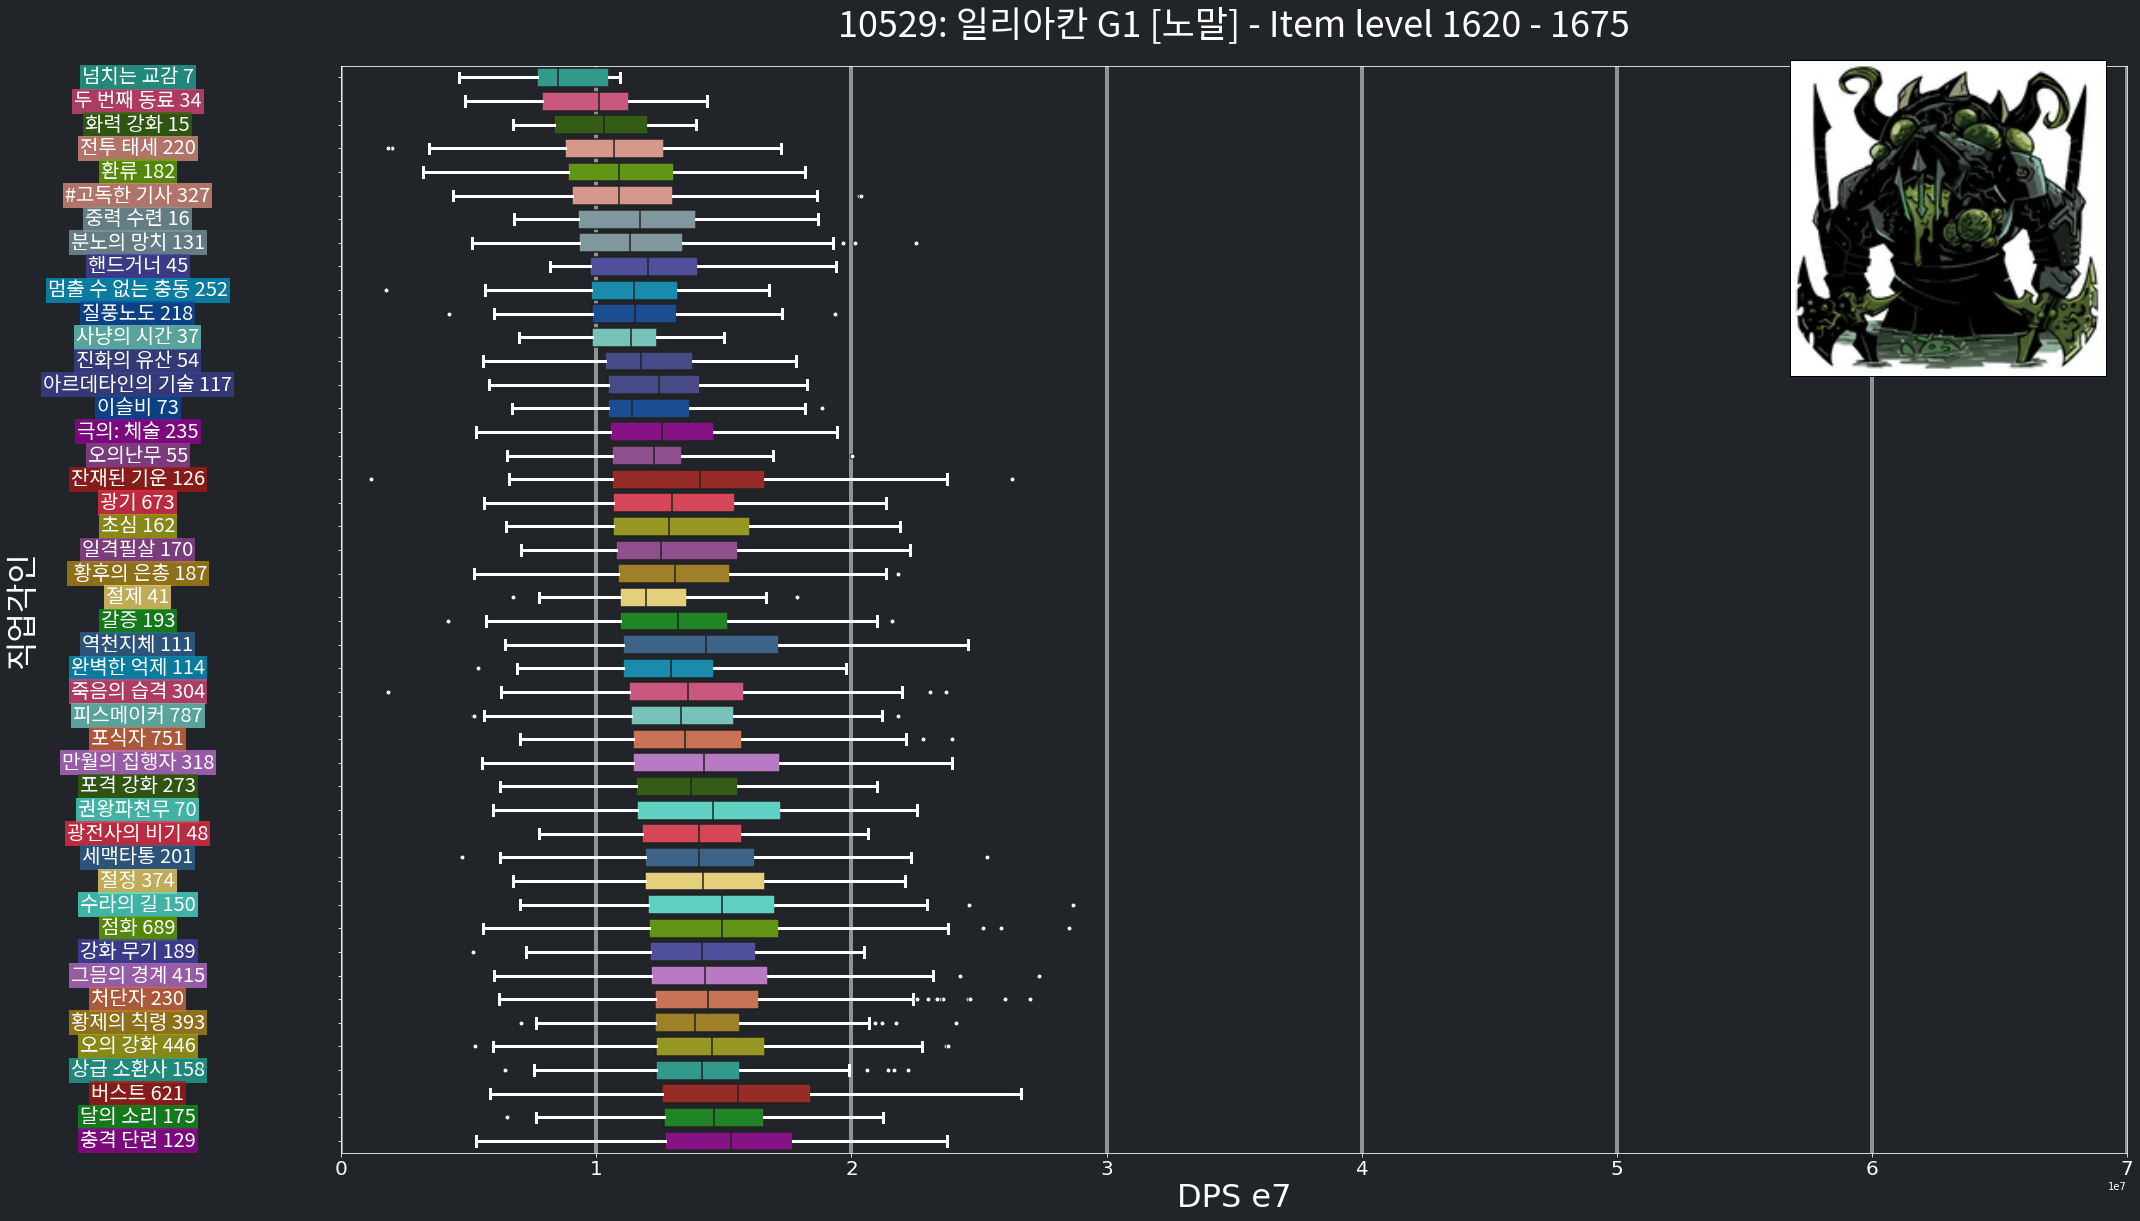 10529: 일리아칸 G1 [노말] - Item level 1620 - 1675
넘치는 교감 7
두 번째 동료 34
화력 강화 15
전투 태세 220
환류 182
#고독한 기사 327
중력 수련 16
분노의 망치 131
핸드거너 45
멈출 수 없는 충동 252
질풍노도 218
사냥의 시간 37
진화의 유산 54
아르데타인의 기술 117
이슬비 73
극의: 체술 235
오의난무 55
잔재된 기운 126
광기 673
초심 162
일격필살 170
황후의 은총 187
절제 41
갈증 193
역천지체 111
완벽한 억제 114
죽음의 습격 304
피스메이커 787
포식자 751
만월의 집행자 318
포격 강화 273
권왕파천무 70
광전사의 비기 48
세맥타통 201
절정 374
수라의 길 150
점화 689
강화 무기 189
그믐의 경계 415
처단자 230
황제의 칙령 393
오의 강화 446
상급 소환사 158
버스트 621
달의 소리 175
충격 단련 129
직업각인
0 1 2 3 4 5 6 7
1e7
DPS e7